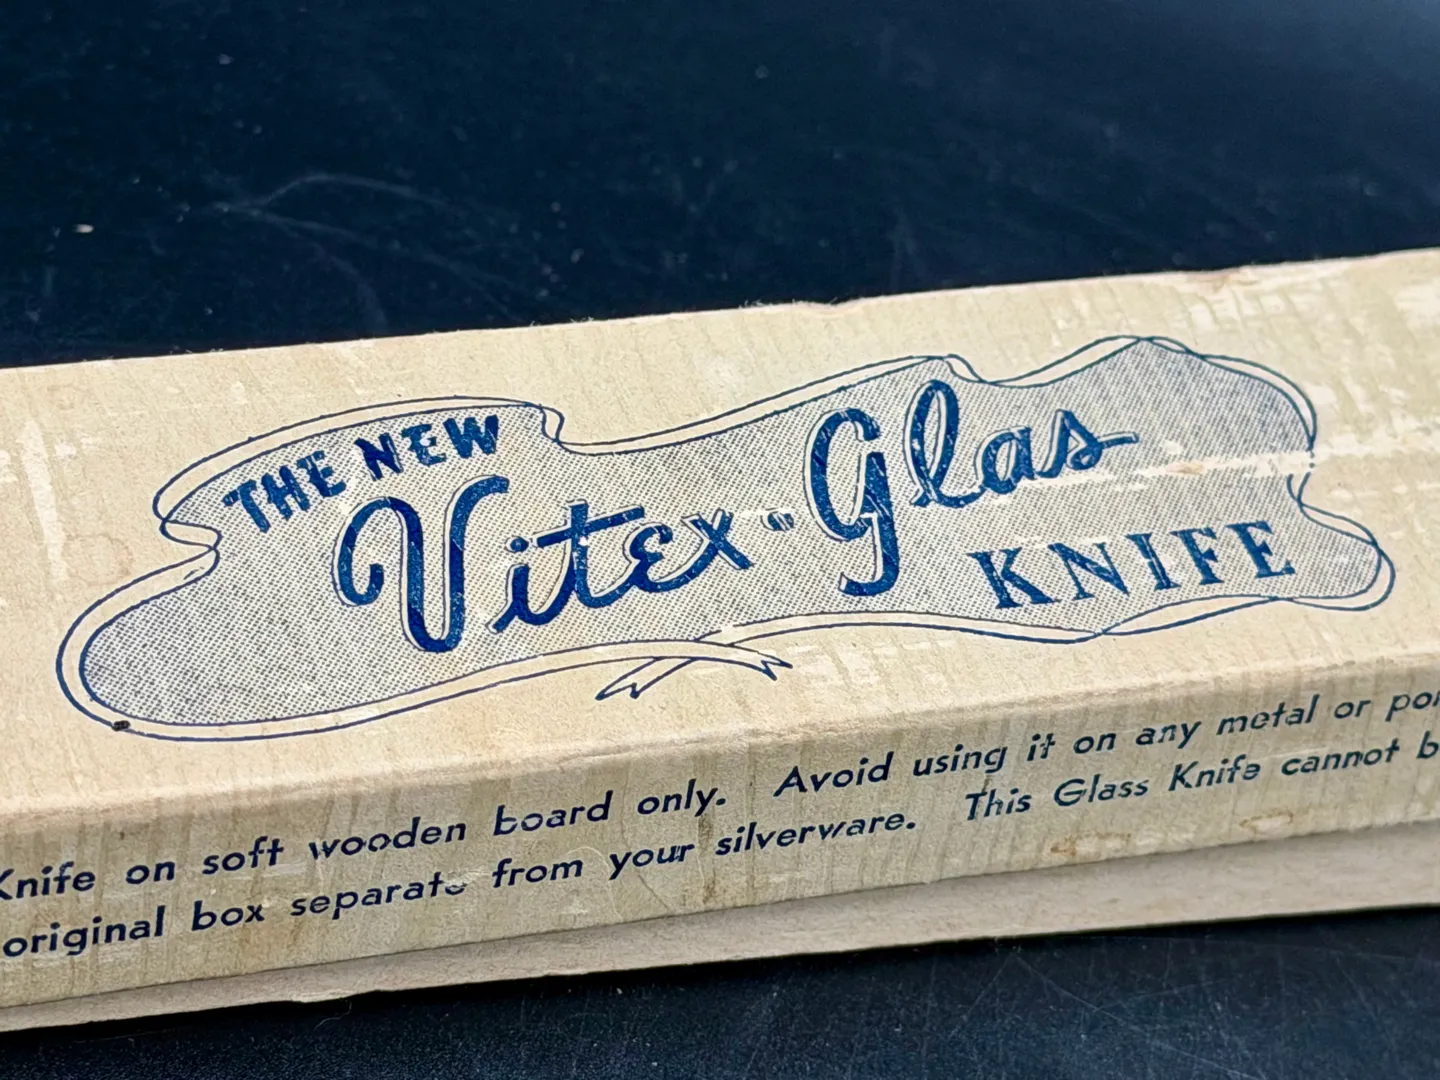 THE NEW
Vitex-Glas
KNIFE
Knife on soft wooden board only. Avoid using it on any metal or
original box separate from your silverware. This Glass Knife cannot